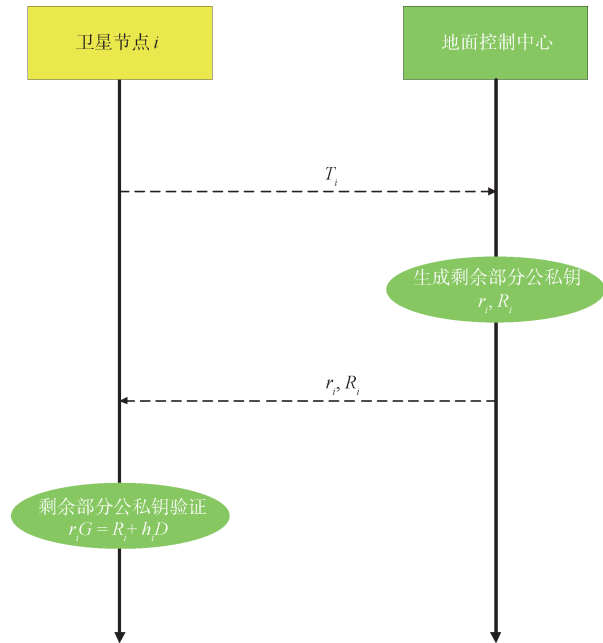 卫星节点 i
地面控制中心
T_i
生成剩余部分公私钥
r_i, R_i
r_i, R_i
剩余部分公私钥验证
r_iG = R_i + h_iD